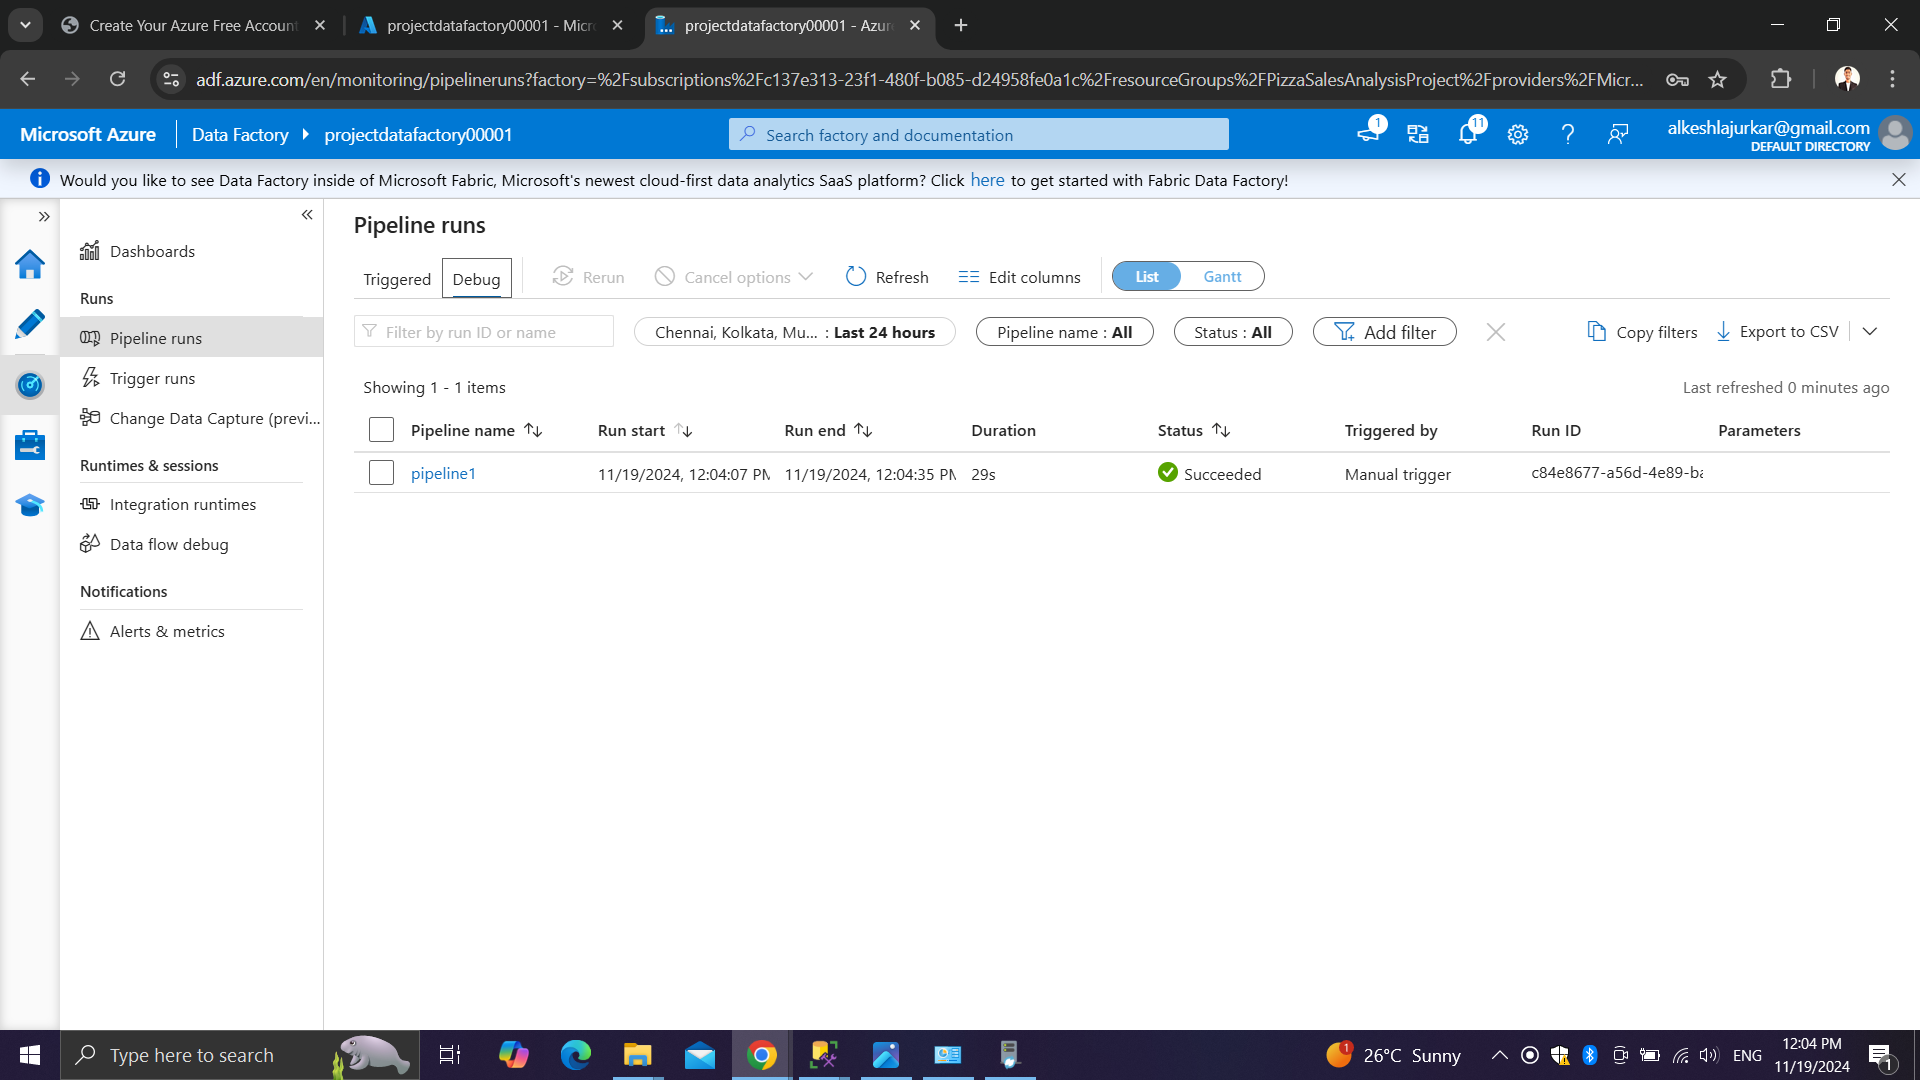 Create Your Azure Free Account
projectdatafactory00001 - Micr
projectdatafactory00001 - Azur
adf.azure.com/en/monitoring/pipelineruns?factory=%2Fsubscriptions%2Fc137e313-23f1-480f-b085-d24958fe0a1c%2FresourceGroups%2FPizzaSalesAnalysisProject%2Fproviders%2FMicr...
Microsoft Azure
Data Factory
projectdatafactory00001
Search factory and documentation
1
11
alkeshlajurkar@gmail.com
DEFAULT DIRECTORY
Would you like to see Data Factory inside of Microsoft Fabric, Microsoft's newest cloud-first data analytics SaaS platform? Click here to get started with Fabric Data Factory!
Dashboards
Runs
Pipeline runs
Trigger runs
Change Data Capture (previ...
Runtimes & sessions
Integration runtimes
Data flow debug
Notifications
Alerts & metrics
Pipeline runs
Triggered
Debug
Rerun
Cancel options
Refresh
Edit columns
List
Gantt
Filter by run ID or name
Chennai, Kolkata, Mu... : Last 24 hours
Pipeline name : All
Status : All
Add filter
Copy filters
Export to CSV
Showing 1 - 1 items
Last refreshed 0 minutes ago
Pipeline name
Run start
Run end
Duration
Status
Triggered by
Run ID
Parameters
pipeline1
11/19/2024, 12:04:07 PM
11/19/2024, 12:04:35 PM
29s
Succeeded
Manual trigger
c84e8677-a56d-4e89-ba
Type here to search
1
26°C Sunny
ENG
12:04 PM
11/19/2024
1